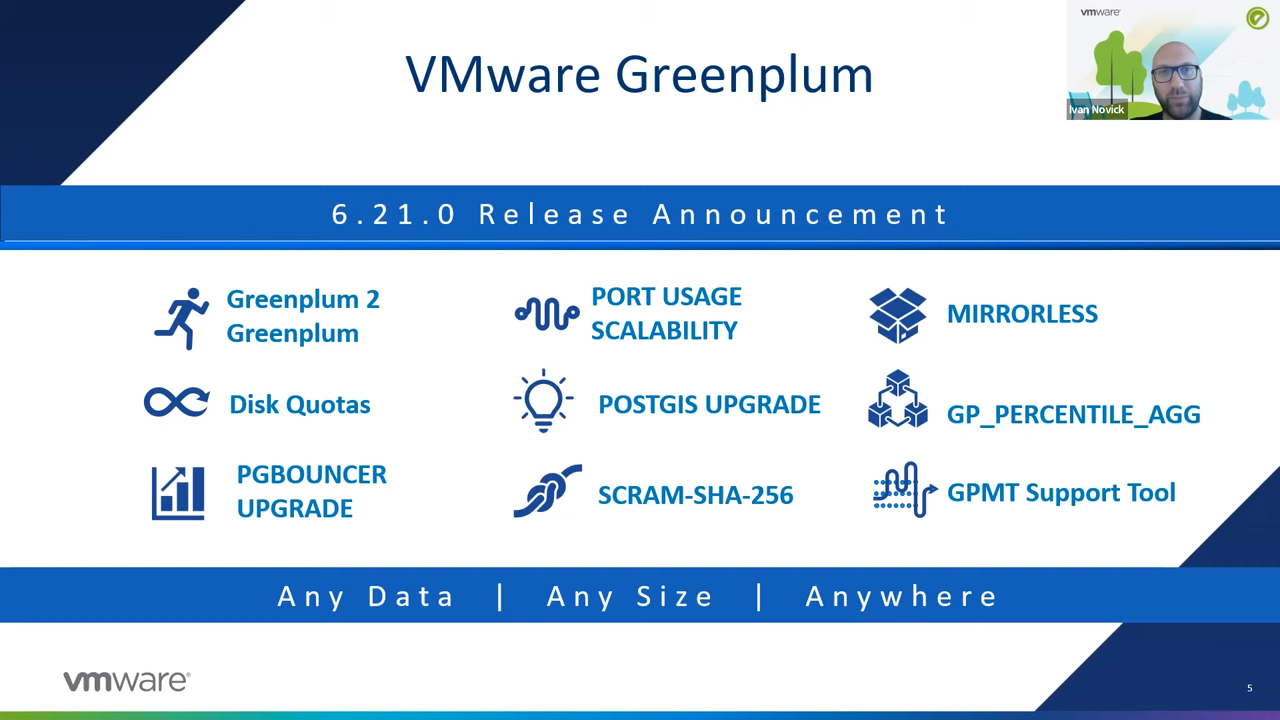 VMware Greenplum
vmware
Ivan Novick
6.21.0 Release Announcement
Greenplum 2
Greenplum
PORT USAGE
SCALABILITY
MIRRORLESS
Disk Quotas
POSTGIS UPGRADE
GP_PERCENTILE_AGG
PGBOUNCER
UPGRADE
SCRAM-SHA-256
GPMT Support Tool
Any Data | Any Size | Anywhere
vmware®
5